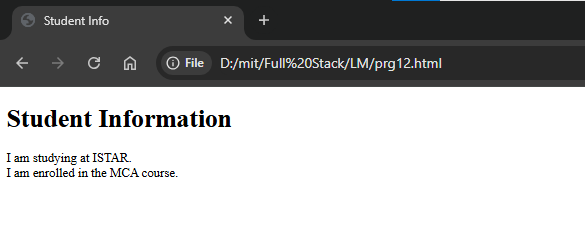 Student Info
File D:/mit/Full%20Stack/LM/prg12.html
Student Information
I am studying at ISTAR.
I am enrolled in the MCA course.